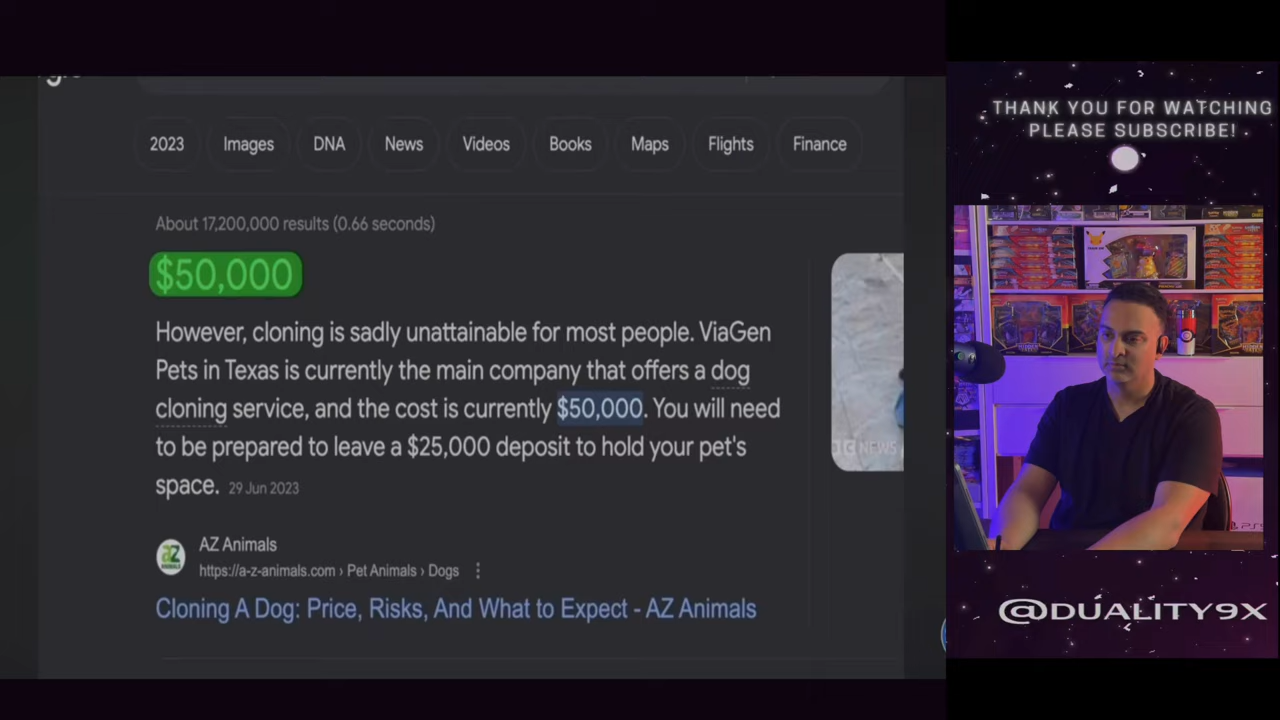 2023 Images DNA News Videos Books Maps Flights Finance
About 17,200,000 results (0.66 seconds)
$50,000
However, cloning is sadly unattainable for most people. ViaGen
Pets in Texas is currently the main company that offers a dog
cloning service, and the cost is currently $50,000. You will need
to be prepared to leave a $25,000 deposit to hold your pet's
space. 29 Jun 2023
AZ Animals
https://a-z-animals.com › Pet Animals › Dogs
Cloning A Dog: Price, Risks, And What to Expect - AZ Animals
NEWS
THANK YOU FOR WATCHING
PLEASE SUBSCRIBE!
@DUALITY9X